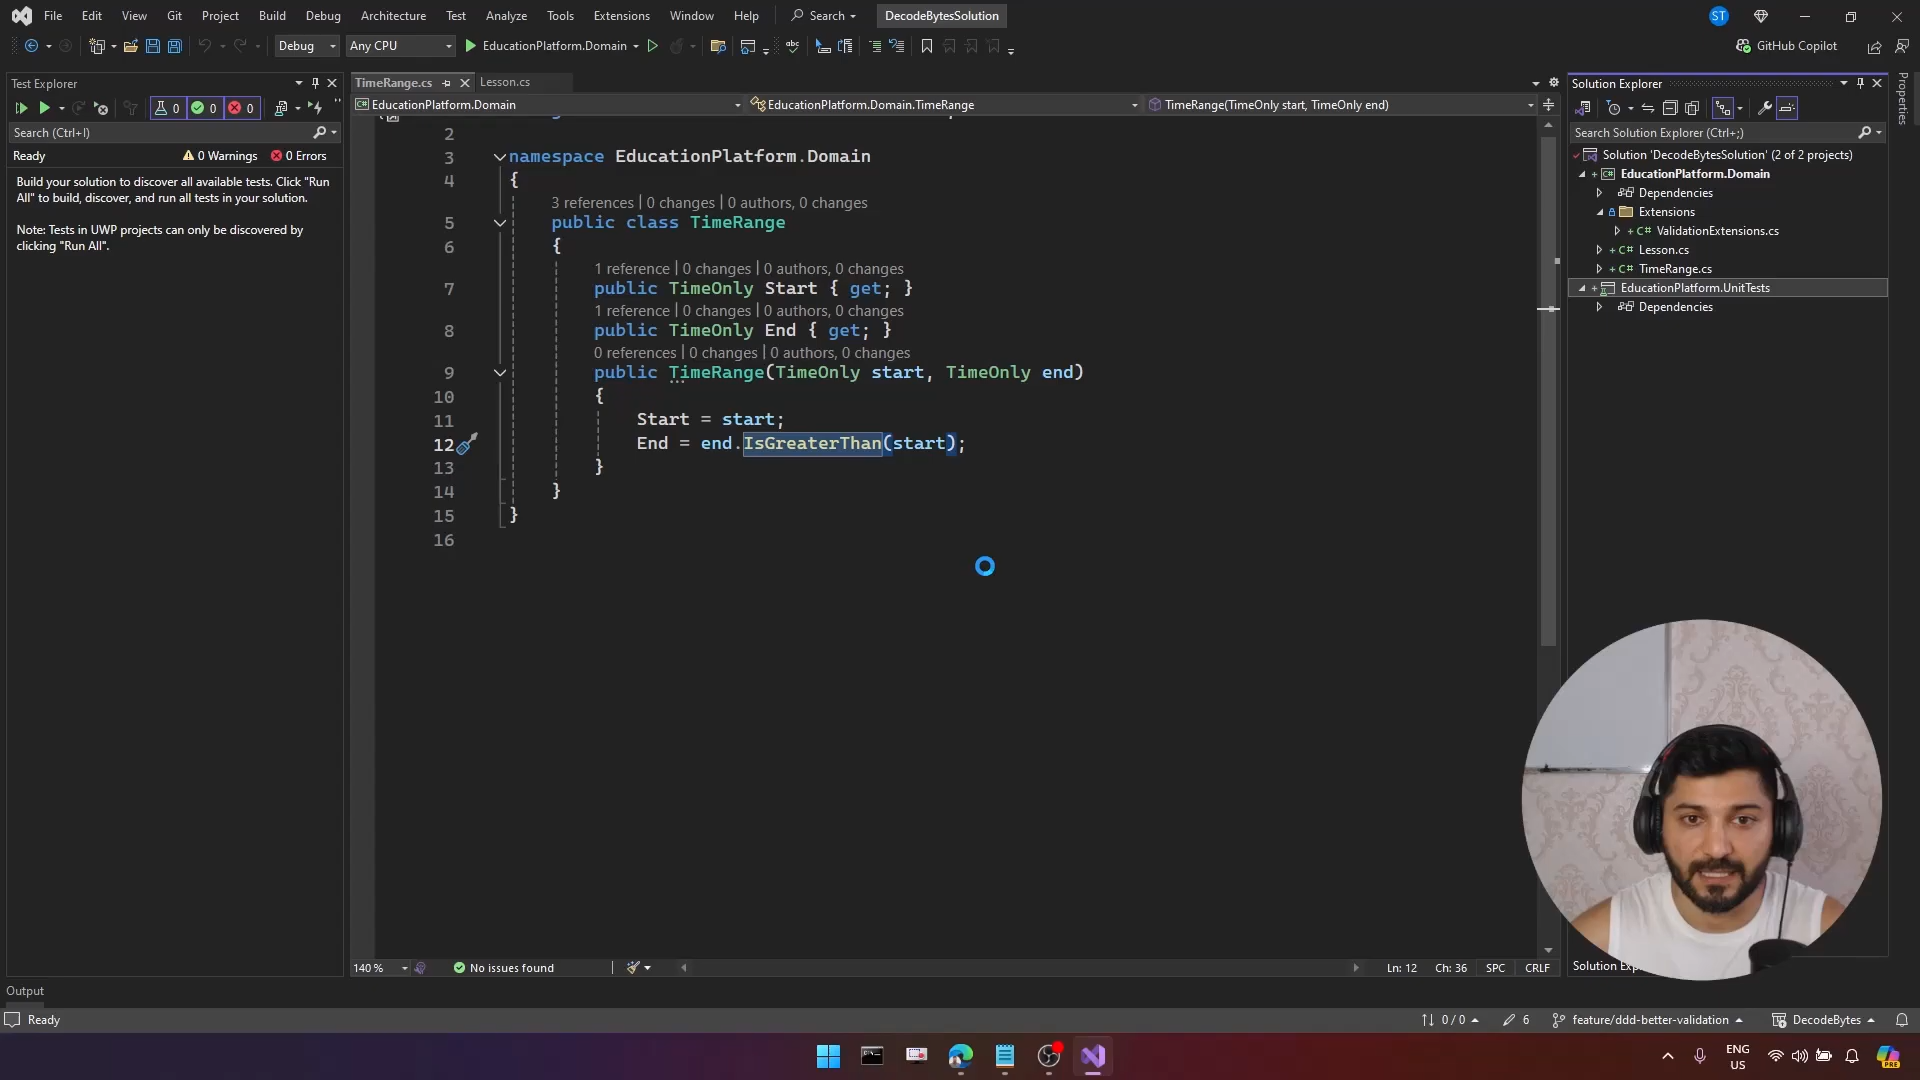 File Edit View Git Project Build Debug Test Analyze Tools Extensions Window Help Search DecodeBytesSolution ST
Architecture
Debug Any CPU EducationPlatform.Domain GitHub Copilot
Test Explorer
0 0 0
Search (Ctrl+I)
Ready 0 Warnings 0 Errors
Build your solution to discover all available tests. Click "Run
All" to build, discover, and run all tests in your solution.
Note: Tests in UWP projects can only be discovered by
clicking "Run All".
TimeRange.cs Lesson.cs
EducationPlatform.Domain EducationPlatform.Domain.TimeRange TimeRange(TimeOnly start, TimeOnly end)
2
3 namespace EducationPlatform.Domain
4 {
3 references | 0 changes | 0 authors, 0 changes
5 public class TimeRange
6 {
1 reference | 0 changes | 0 authors, 0 changes
7 public TimeOnly Start { get; }
1 reference | 0 changes | 0 authors, 0 changes
8 public TimeOnly End { get; }
0 references | 0 changes | 0 authors, 0 changes
9 public TimeRange(TimeOnly start, TimeOnly end)
10 {
11 Start = start;
12 End = end.IsGreaterThan(start);
13 }
14 }
15 }
16
140 % No issues found Ln: 12 Ch: 36 SPC CRLF
Solution Explorer
Search Solution Explorer (Ctrl+;)
Solution 'DecodeBytesSolution' (2 of 2 projects)
EducationPlatform.Domain
Dependencies
Extensions
ValidationExtensions.cs
Lesson.cs
TimeRange.cs
EducationPlatform.UnitTests
Dependencies
Properties
Solution
Output
Ready 0 / 0 6 feature/ddd-better-validation DecodeBytes
ENG
US
PRE